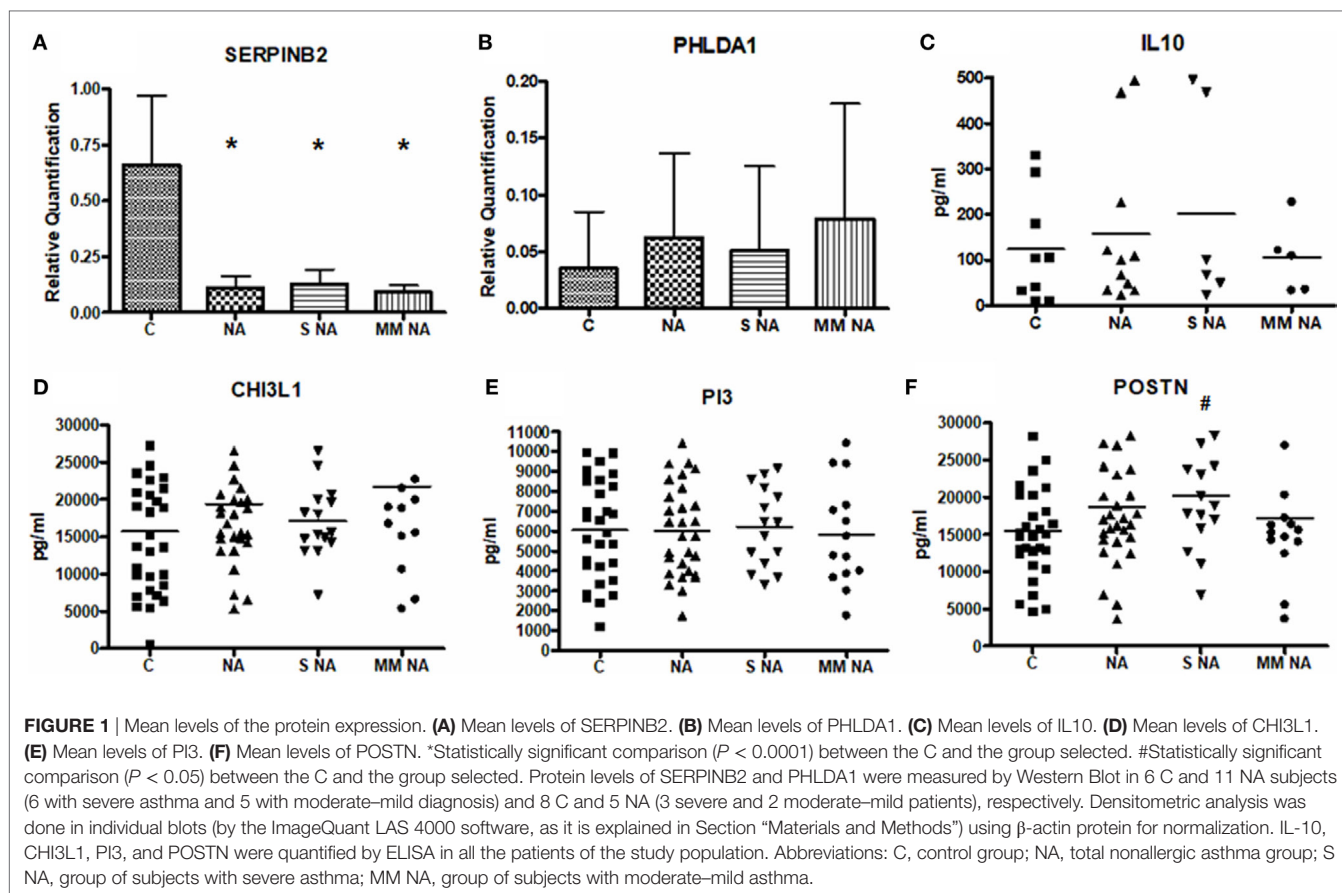 A
SERPINB2
Relative Quantification
1.00
0.75
0.50
0.25
0.00
*
*
*
C
NA
S NA
MM NA
B
PHLDA1
Relative Quantification
0.20
0.15
0.10
0.05
0.00
C
NA
S NA
MM NA
C
IL10
pg/ml
500
400
300
200
100
0
C
NA
S NA
MM NA
D
CHI3L1
pg/ml
30000
25000
20000
15000
10000
5000
0
C
NA
S NA
MM NA
E
PI3
pg/ml
11000
10000
9000
8000
7000
6000
5000
4000
3000
2000
1000
0
C
NA
S NA
MM NA
F
POSTN
#
pg/ml
30000
25000
20000
15000
10000
5000
0
C
NA
S NA
MM NA
FIGURE 1 | Mean levels of the protein expression. (A) Mean levels of SERPINB2. (B) Mean levels of PHLDA1. (C) Mean levels of IL10. (D) Mean levels of CHI3L1.
(E) Mean levels of PI3. (F) Mean levels of POSTN. *Statistically significant comparison (P < 0.0001) between the C and the group selected. #Statistically significant
comparison (P < 0.05) between the C and the group selected. Protein levels of SERPINB2 and PHLDA1 were measured by Western Blot in 6 C and 11 NA subjects
(6 with severe asthma and 5 with moderate–mild diagnosis) and 8 C and 5 NA (3 severe and 2 moderate–mild patients), respectively. Densitometric analysis was
done in individual blots (by the ImageQuant LAS 4000 software, as it is explained in Section “Materials and Methods”) using β-actin protein for normalization. IL-10,
CHI3L1, PI3, and POSTN were quantified by ELISA in all the patients of the study population. Abbreviations: C, control group; NA, total nonallergic asthma group; S
NA, group of subjects with severe asthma; MM NA, group of subjects with moderate–mild asthma.